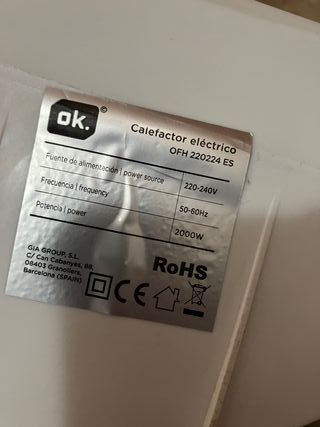 ok.©
Calefactor eléctrico
OFH 220224 ES
Fuente de alimentación | power source 220-240V
Frecuencia | frequency 50-60Hz
Potencia | power 2000W
GIA GROUP, S.L.
C/ Can Cabanyes, 88,
08403 Granollers,
Barcelona (SPAIN)
RoHS
CE